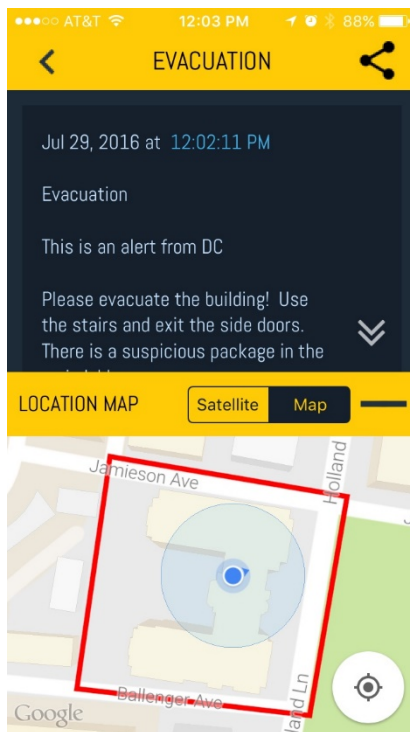 AT&T 12:03 PM 88%
EVACUATION
Jul 29, 2016 at 12:02:11 PM
Evacuation
This is an alert from DC
Please evacuate the building! Use
the stairs and exit the side doors.
There is a suspicious package in the
LOCATION MAP Satellite Map
Jamieson Ave
Holland
Ballenger Ave
land Ln
Google